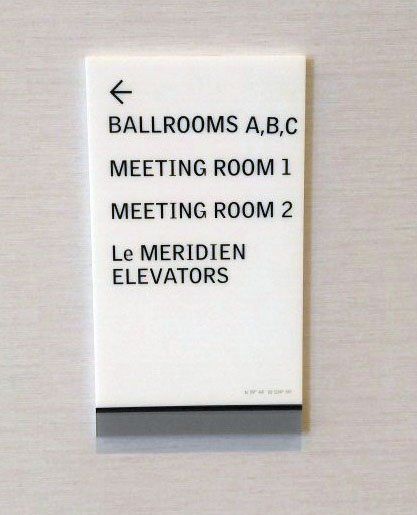 ←
BALLROOMS A,B,C
MEETING ROOM 1
MEETING ROOM 2
Le MERIDIEN
ELEVATORS